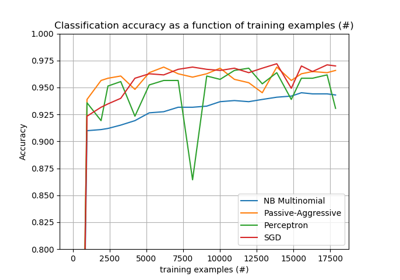 Classification accuracy as a function of training examples (#)
1.000
0.975
0.950
0.925
0.900
0.875
0.850
0.825
0.800
Accuracy
NB Multinomial
Passive-Aggressive
Perceptron
SGD
0 2500 5000 7500 10000 12500 15000 17500
training examples (#)